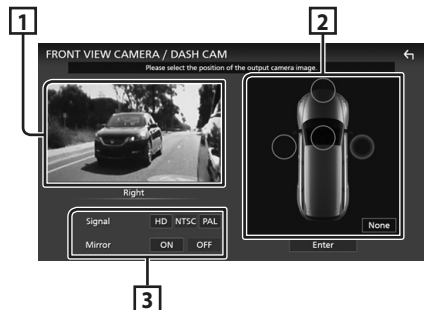 1
2
FRONT VIEW CAMERA / DASH CAM
Please select the position of the output camera image.
Right
Signal HD NTSC PAL
None
Mirror ON OFF
Enter
3